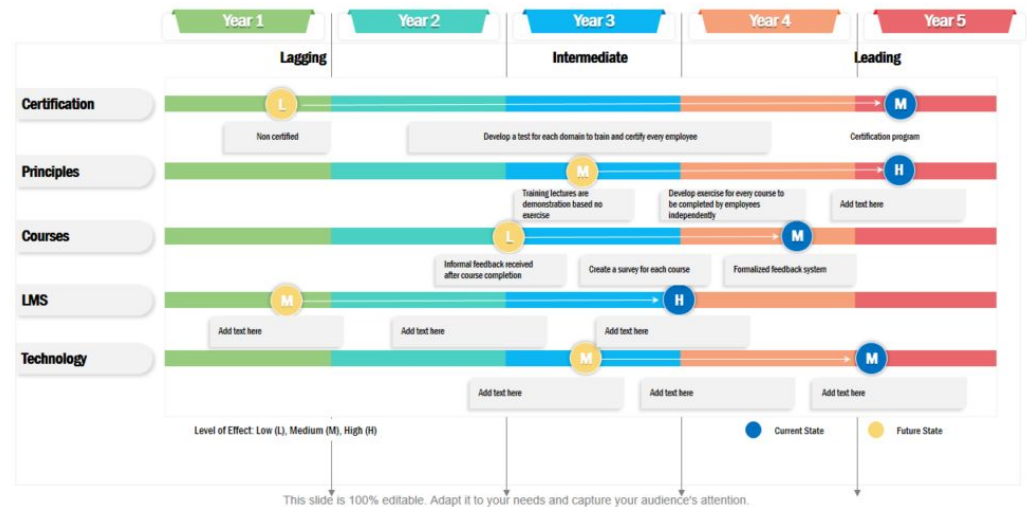 Year 1
Year 2
Year 3
Year 4
Year 5
Lagging
Intermediate
Leading
Certification
L
M
Non certified
Develop a test for each domain to train and certify every employee
Certification program
Principles
M
H
Training lectures are
demonstration based no
exercise
Develop exercise for every course to
be completed by employees
independently
Add text here
Courses
L
M
Informal feedback received
after course completion
Create a survey for each course
Formalized feedback system
LMS
M
H
Add text here
Add text here
Add text here
Technology
M
M
Add text here
Add text here
Add text here
Level of Effect: Low (L), Medium (M), High (H)
Current State
Future State
This slide is 100% editable. Adapt it to your needs and capture your audience's attention.